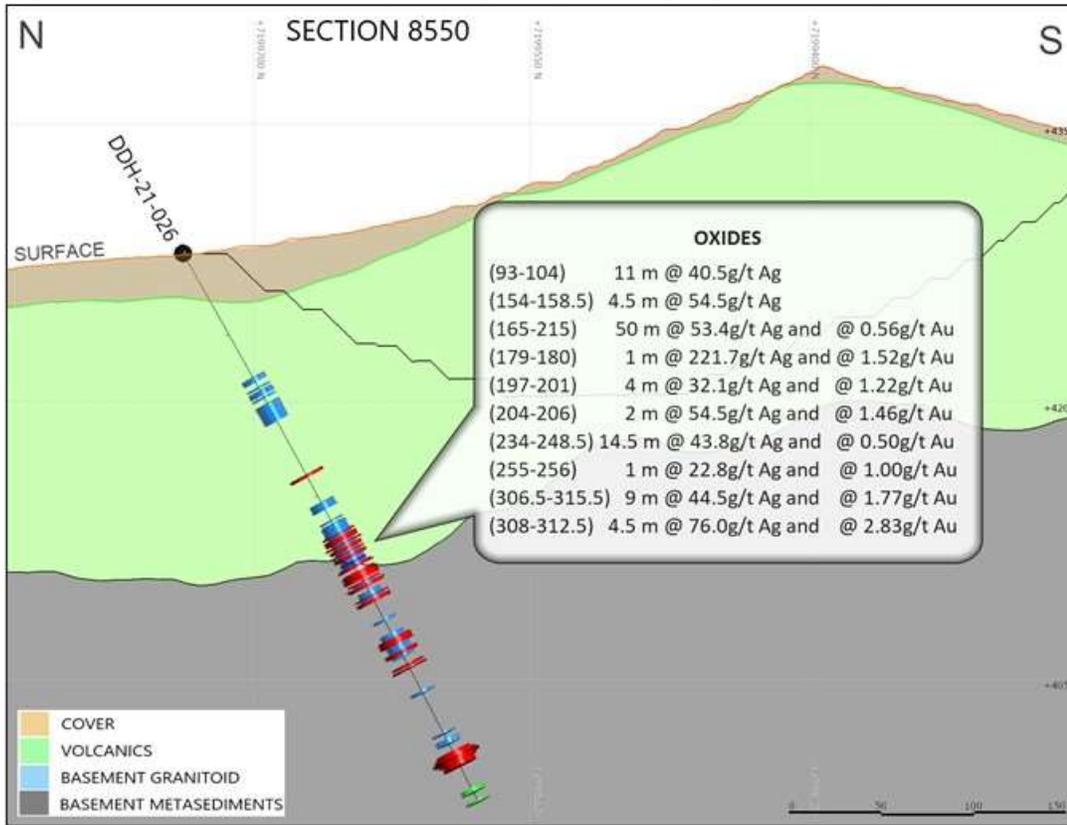 N
SECTION 8550
S
+7199700 N
+7199550 N
+7199400 N
DDH-21-026
SURFACE
OXIDES
(93-104) 11 m @ 40.5g/t Ag
(154-158.5) 4.5 m @ 54.5g/t Ag
(165-215) 50 m @ 53.4g/t Ag and @ 0.56g/t Au
(179-180) 1 m @ 221.7g/t Ag and @ 1.52g/t Au
(197-201) 4 m @ 32.1g/t Ag and @ 1.22g/t Au
(204-206) 2 m @ 54.5g/t Ag and @ 1.46g/t Au
(234-248.5) 14.5 m @ 43.8g/t Ag and @ 0.50g/t Au
(255-256) 1 m @ 22.8g/t Ag and @ 1.00g/t Au
(306.5-315.5) 9 m @ 44.5g/t Ag and @ 1.77g/t Au
(308-312.5) 4.5 m @ 76.0g/t Ag and @ 2.83g/t Au
COVER
VOLCANICS
BASEMENT GRANITOID
BASEMENT METASEDIMENTS
0 50 100 150